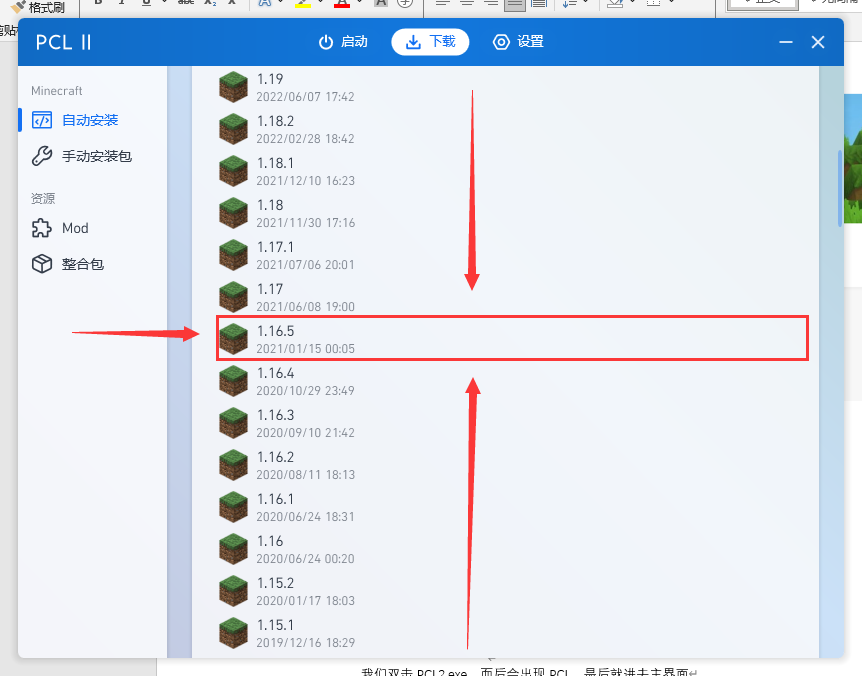 格式刷
PCL II
启动
下载
设置
Minecraft
自动安装
手动安装包
资源
Mod
整合包
1.19
2022/06/07 17:42
1.18.2
2022/02/28 18:42
1.18.1
2021/12/10 16:23
1.18
2021/11/30 17:16
1.17.1
2021/07/06 20:01
1.17
2021/06/08 19:00
1.16.5
2021/01/15 00:05
1.16.4
2020/10/29 23:49
1.16.3
2020/09/10 21:42
1.16.2
2020/08/11 18:13
1.16.1
2020/06/24 18:31
1.16
2020/06/24 00:20
1.15.2
2020/01/17 18:03
1.15.1
2019/12/16 18:29
我们双击 PCL2.exe，而后会出现 PCL，最后就进去主界面